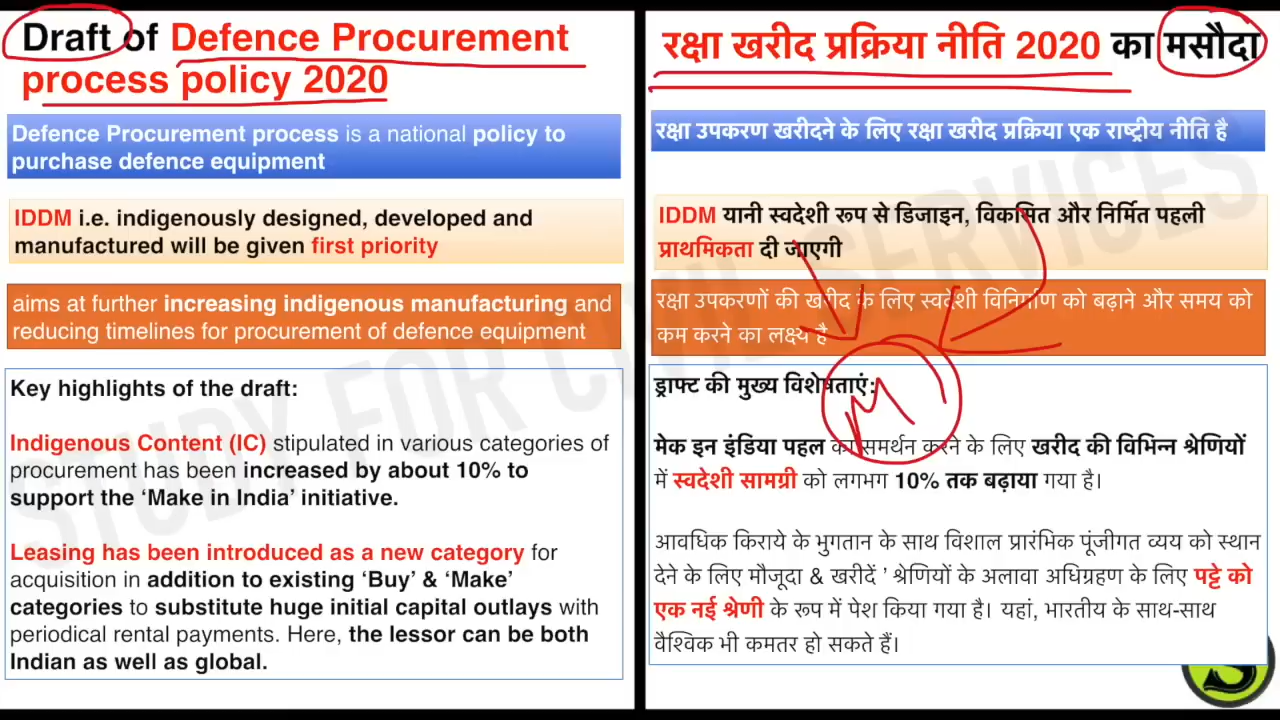 Draft of Defence Procurement
process policy 2020
Defence Procurement process is a national policy to
purchase defence equipment
IDDM i.e. indigenously designed, developed and
manufactured will be given first priority
aims at further increasing indigenous manufacturing and
reducing timelines for procurement of defence equipment
Key highlights of the draft:
Indigenous Content (IC) stipulated in various categories of
procurement has been increased by about 10% to
support the ‘Make in India’ initiative.
Leasing has been introduced as a new category for
acquisition in addition to existing ‘Buy’ & ‘Make’
categories to substitute huge initial capital outlays with
periodical rental payments. Here, the lessor can be both
Indian as well as global.
रक्षा खरीद प्रक्रिया नीति 2020 का मसौदा
रक्षा उपकरण खरीदने के लिए रक्षा खरीद प्रक्रिया एक राष्ट्रीय नीति है
IDDM यानी स्वदेशी रूप से डिजाइन, विकसित और निर्मित पहली
प्राथमिकता दी जाएगी
रक्षा उपकरणों की खरीद के लिए स्वदेशी विनिर्माण को बढ़ाने और समय को
कम करने का लक्ष्य है
ड्राफ्ट की मुख्य विशेषताएं:
मेक इन इंडिया पहल का समर्थन करने के लिए खरीद की विभिन्न श्रेणियों
में स्वदेशी सामग्री को लगभग 10% तक बढ़ाया गया है।
आवधिक किराये के भुगतान के साथ विशाल प्रारंभिक पूंजीगत व्यय को स्थान
देने के लिए मौजूदा & खरीदें ' श्रेणियों के अलावा अधिग्रहण के लिए पट्टे को
एक नई श्रेणी के रूप में पेश किया गया है। यहां, भारतीय के साथ-साथ
वैश्विक भी कमतर हो सकते हैं।
M
STUDY FOR CIVIL SERVICES
S